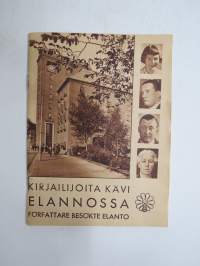 KIRJAILIJOITA KÄVI
ELANNOSSA
FÖRFATTARE BESÖKTE ELANTO